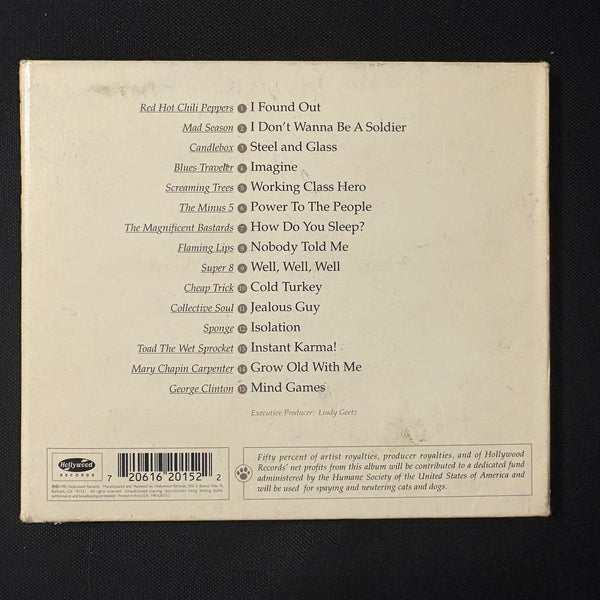 Red Hot Chili Peppers 1 I Found Out
Mad Season 2 I Don't Wanna Be A Soldier
Candlebox 3 Steel and Glass
Blues Traveler 4 Imagine
Screaming Trees 5 Working Class Hero
The Minus 5 6 Power To The People
The Magnificent Bastards 7 How Do You Sleep?
Flaming Lips 8 Nobody Told Me
Super 8 9 Well, Well, Well
Cheap Trick 10 Cold Turkey
Collective Soul 11 Jealous Guy
Sponge 12 Isolation
Toad The Wet Sprocket 13 Instant Karma!
Mary Chapin Carpenter 14 Grow Old With Me
George Clinton 15 Mind Games
Executive Producer: Lindy Goetz
Hollywood
RECORDS
7 20616 20152 2
Fifty percent of artist royalties, producer royalties, and of Hollywood
Records' net profits from this album will be contributed to a dedicated fund
administered by the Humane Society of the United States of America and
will be used for spaying and neutering cats and dogs.